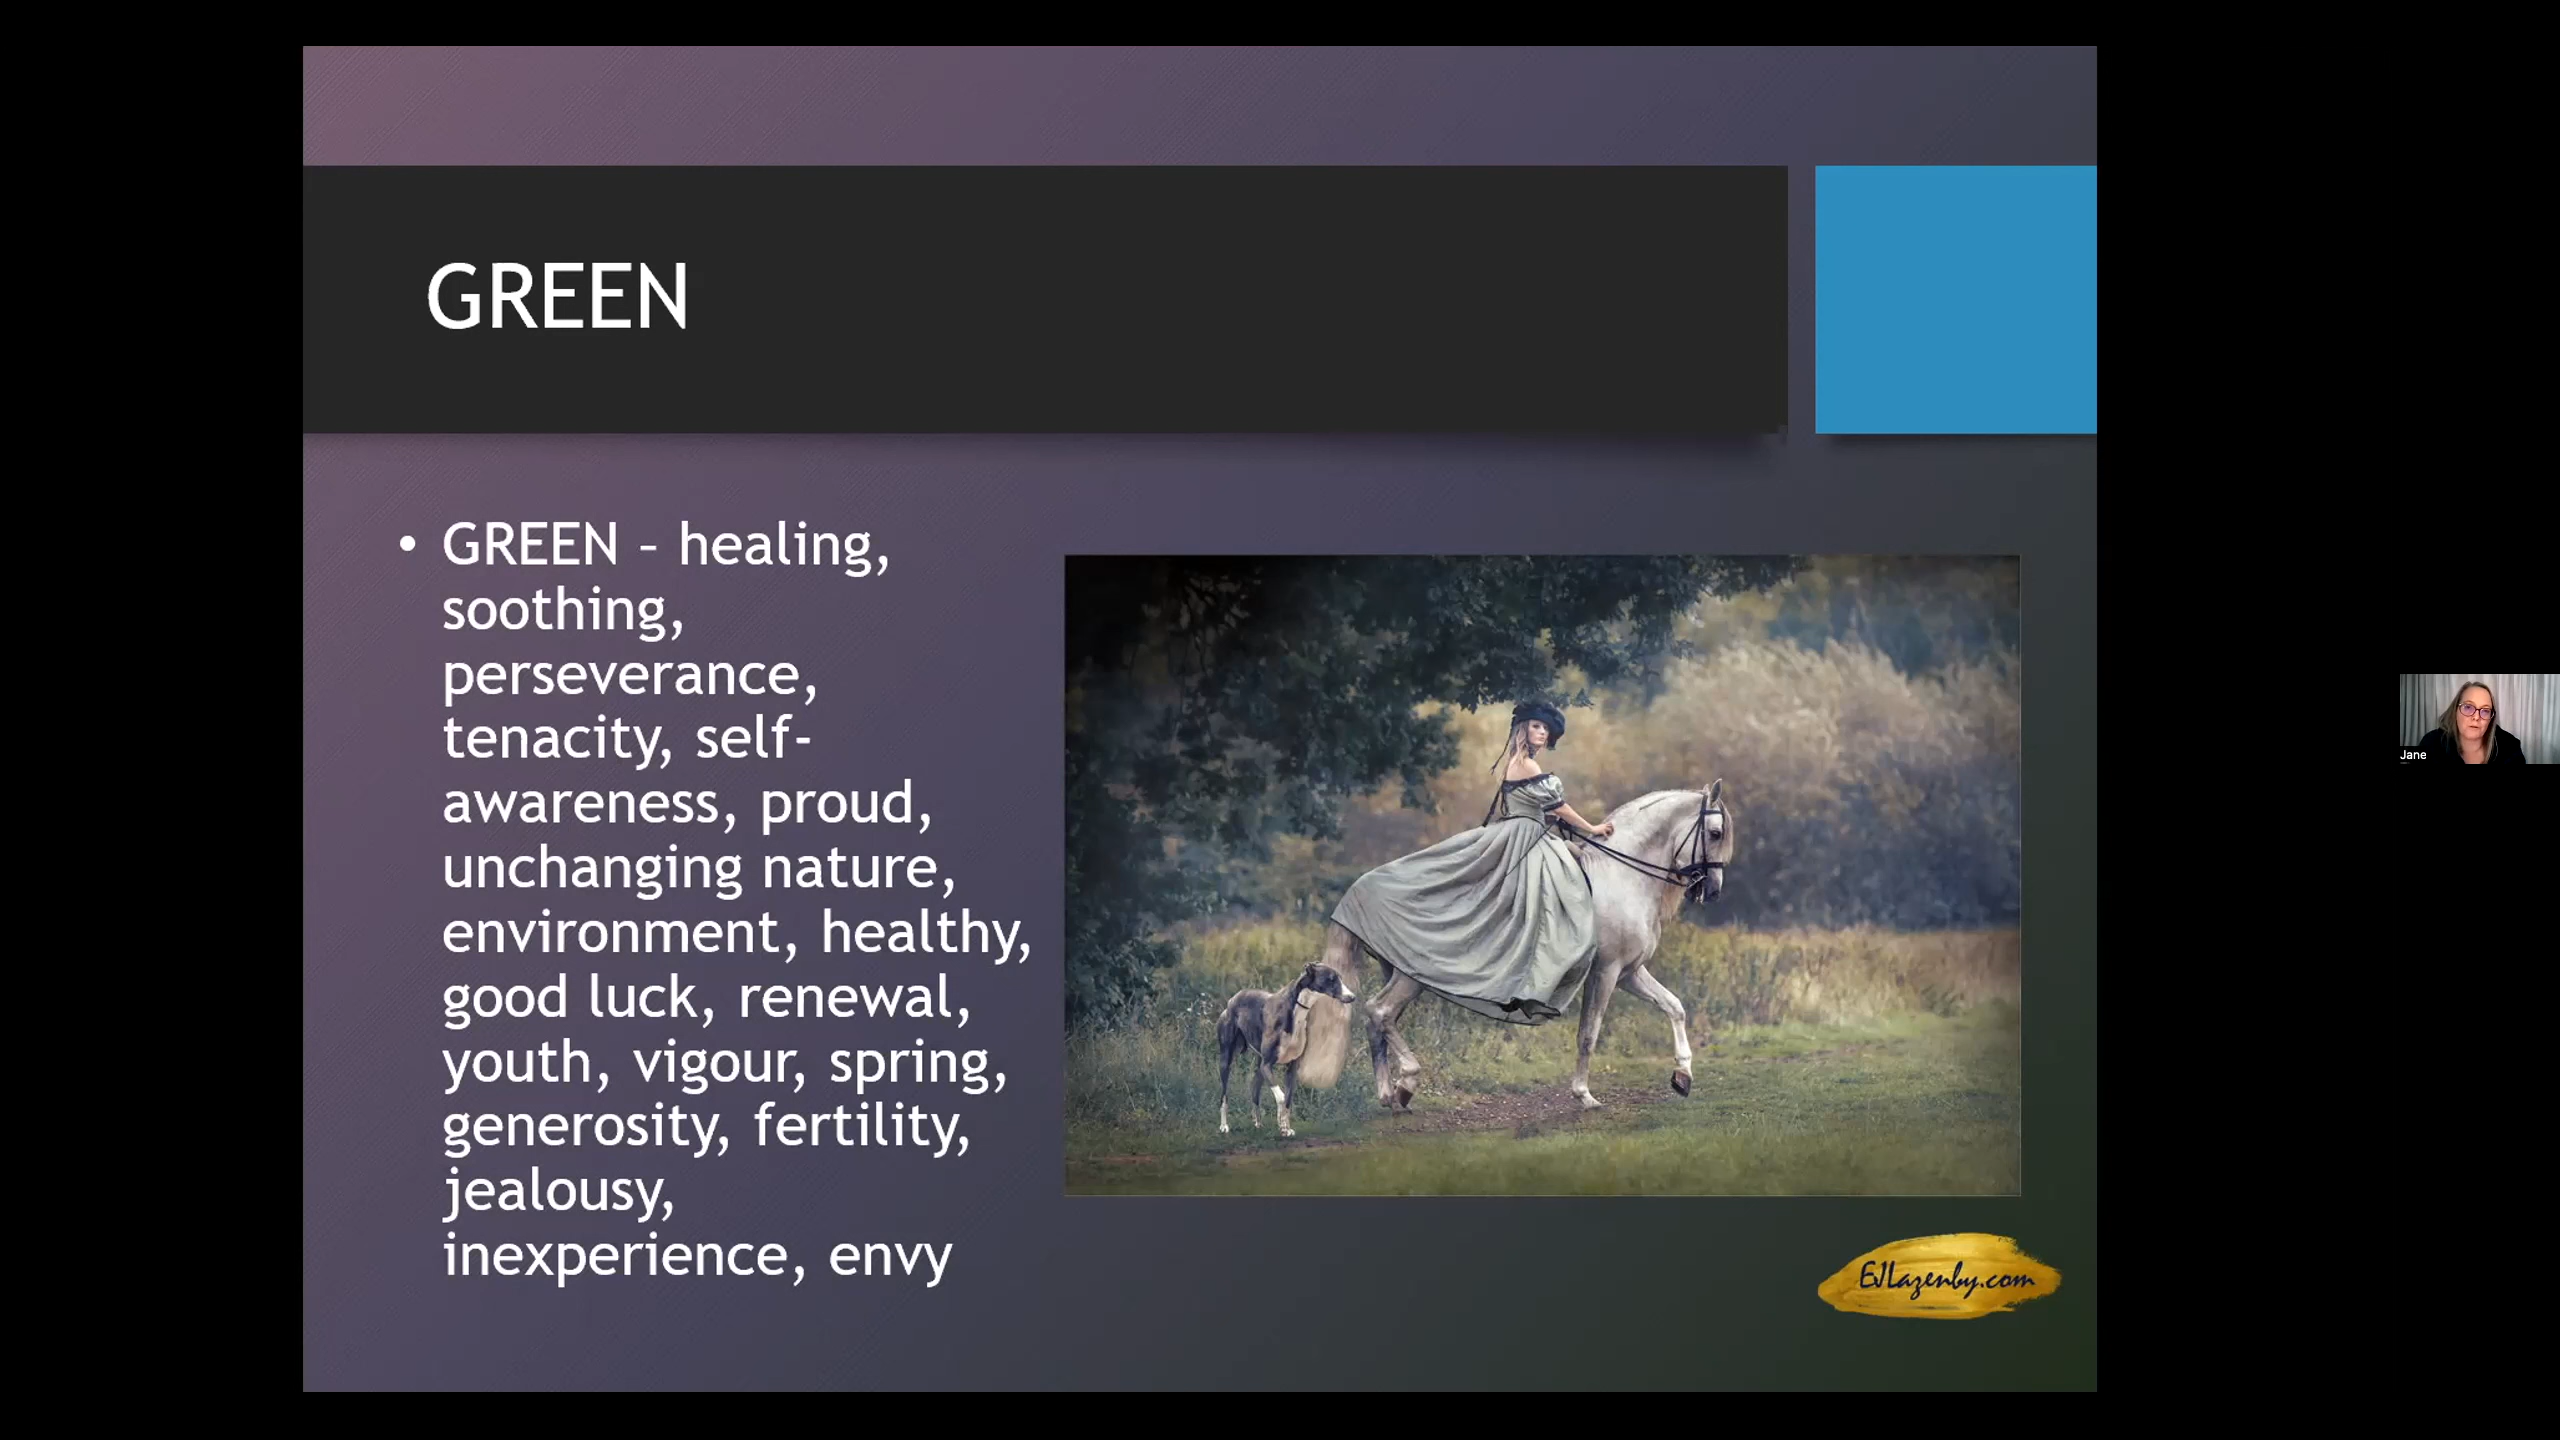 GREEN
• GREEN – healing,
soothing,
perseverance,
tenacity, self-
awareness, proud,
unchanging nature,
environment, healthy,
good luck, renewal,
youth, vigour, spring,
generosity, fertility,
jealousy,
inexperience, envy
EJLazenby.com
Jane